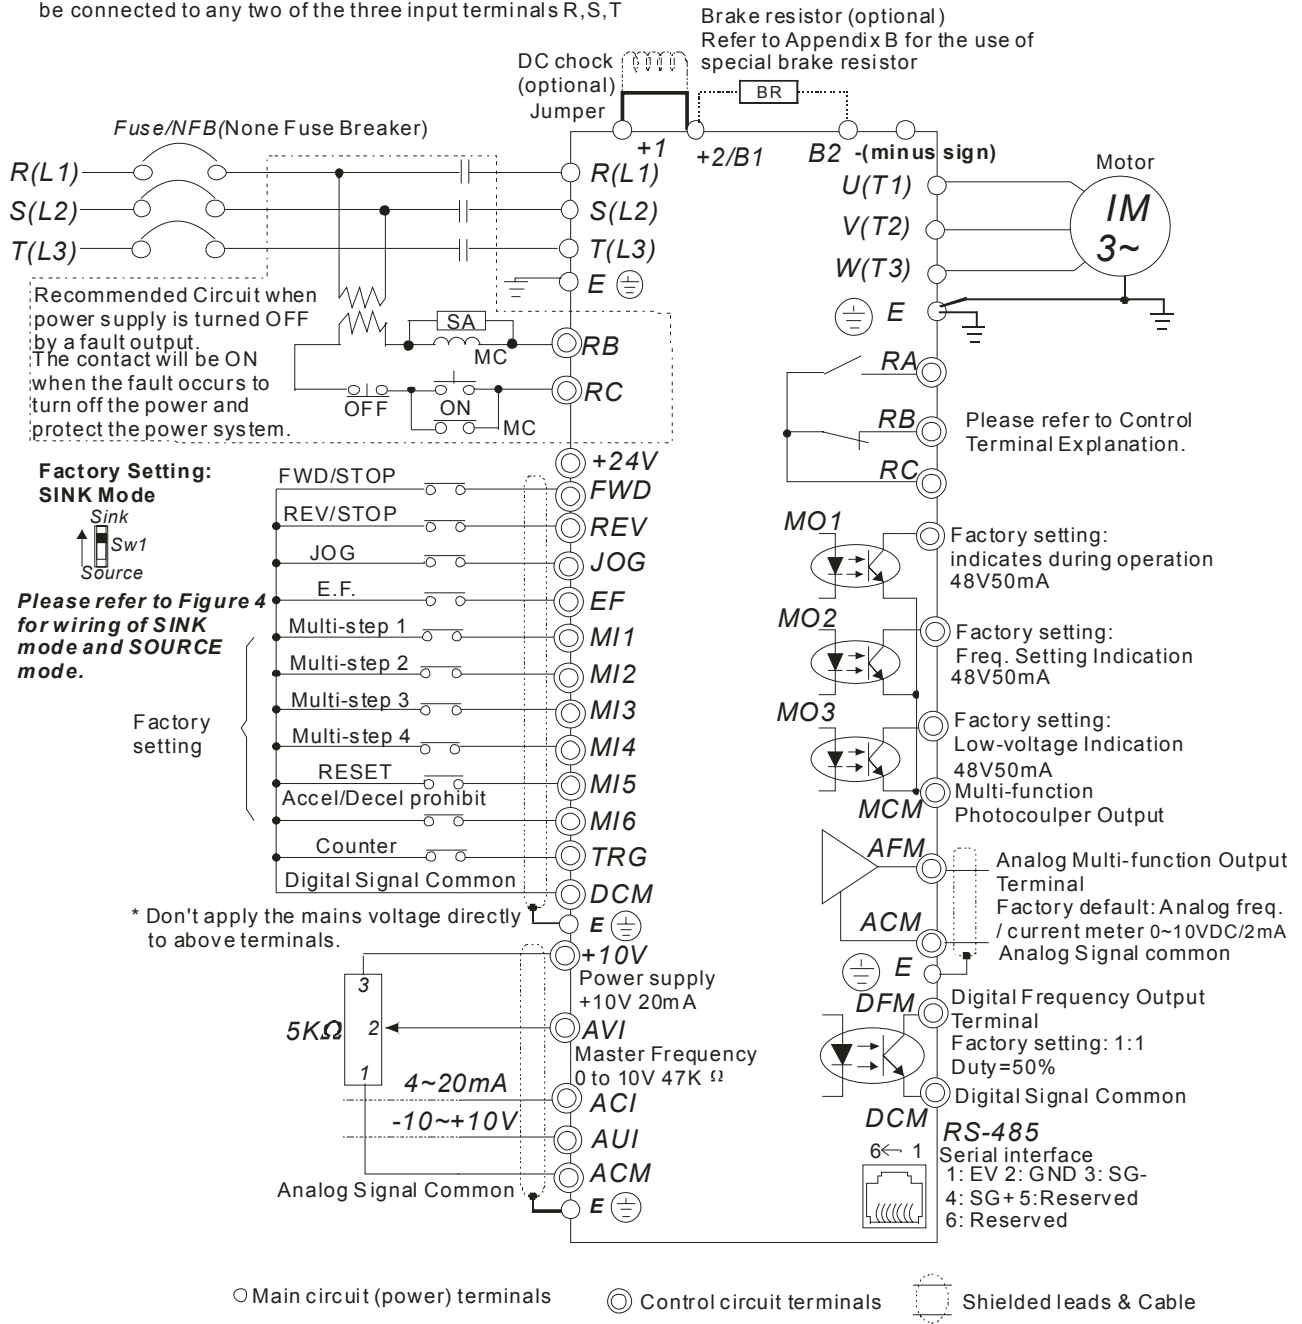 be connected to any two of the three input terminals R,S,T
Brake resistor (optional)
Refer to Appendix B for the use of
special brake resistor
DC chock
(optional)
Jumper
BR
Fuse/NFB(None Fuse Breaker)
+1
+2/B1
B2
-(minus sign)
R(L1)
S(L2)
T(L3)
R(L1)
S(L2)
T(L3)
E
Recommended Circuit when
power supply is turned OFF
by a fault output.
The contact will be ON
when the fault occurs to
turn off the power and
protect the power system.
SA
MC
OFF
ON
MC
RB
RC
U(T1)
V(T2)
W(T3)
E
Motor
IM
3~
RA
RB
RC
Please refer to Control
Terminal Explanation.
Factory Setting:
SINK Mode
Sink
Sw1
Source
Please refer to Figure 4
for wiring of SINK
mode and SOURCE
mode.
Factory
setting
+24V
FWD/STOP
FWD
REV/STOP
REV
JOG
JOG
E.F.
EF
Multi-step 1
MI1
Multi-step 2
MI2
Multi-step 3
MI3
Multi-step 4
MI4
RESET
MI5
Accel/Decel prohibit
MI6
Counter
TRG
Digital Signal Common
DCM
* Don't apply the mains voltage directly
to above terminals.
E
MO1
Factory setting:
indicates during operation
48V50mA
MO2
Factory setting:
Freq. Setting Indication
48V50mA
MO3
Factory setting:
Low-voltage Indication
48V50mA
MCM
Multi-function
Photocoulper Output
AFM
Analog Multi-function Output
Terminal
Factory default: Analog freq.
/ current meter 0~10VDC/2mA
ACM
Analog Signal common
E
+10V
Power supply
+10V 20mA
3
5KΩ
2
1
AVI
Master Frequency
0 to 10V 47K Ω
4~20mA
ACI
-10~+10V
AUI
ACM
Analog Signal Common
E
DFM
Digital Frequency Output
Terminal
Factory setting: 1:1
Duty=50%
Digital Signal Common
DCM
RS-485
Serial interface
6← 1
1: EV 2: GND 3: SG-
4: SG+ 5:Reserved
6: Reserved
Main circuit (power) terminals
Control circuit terminals
Shielded leads & Cable